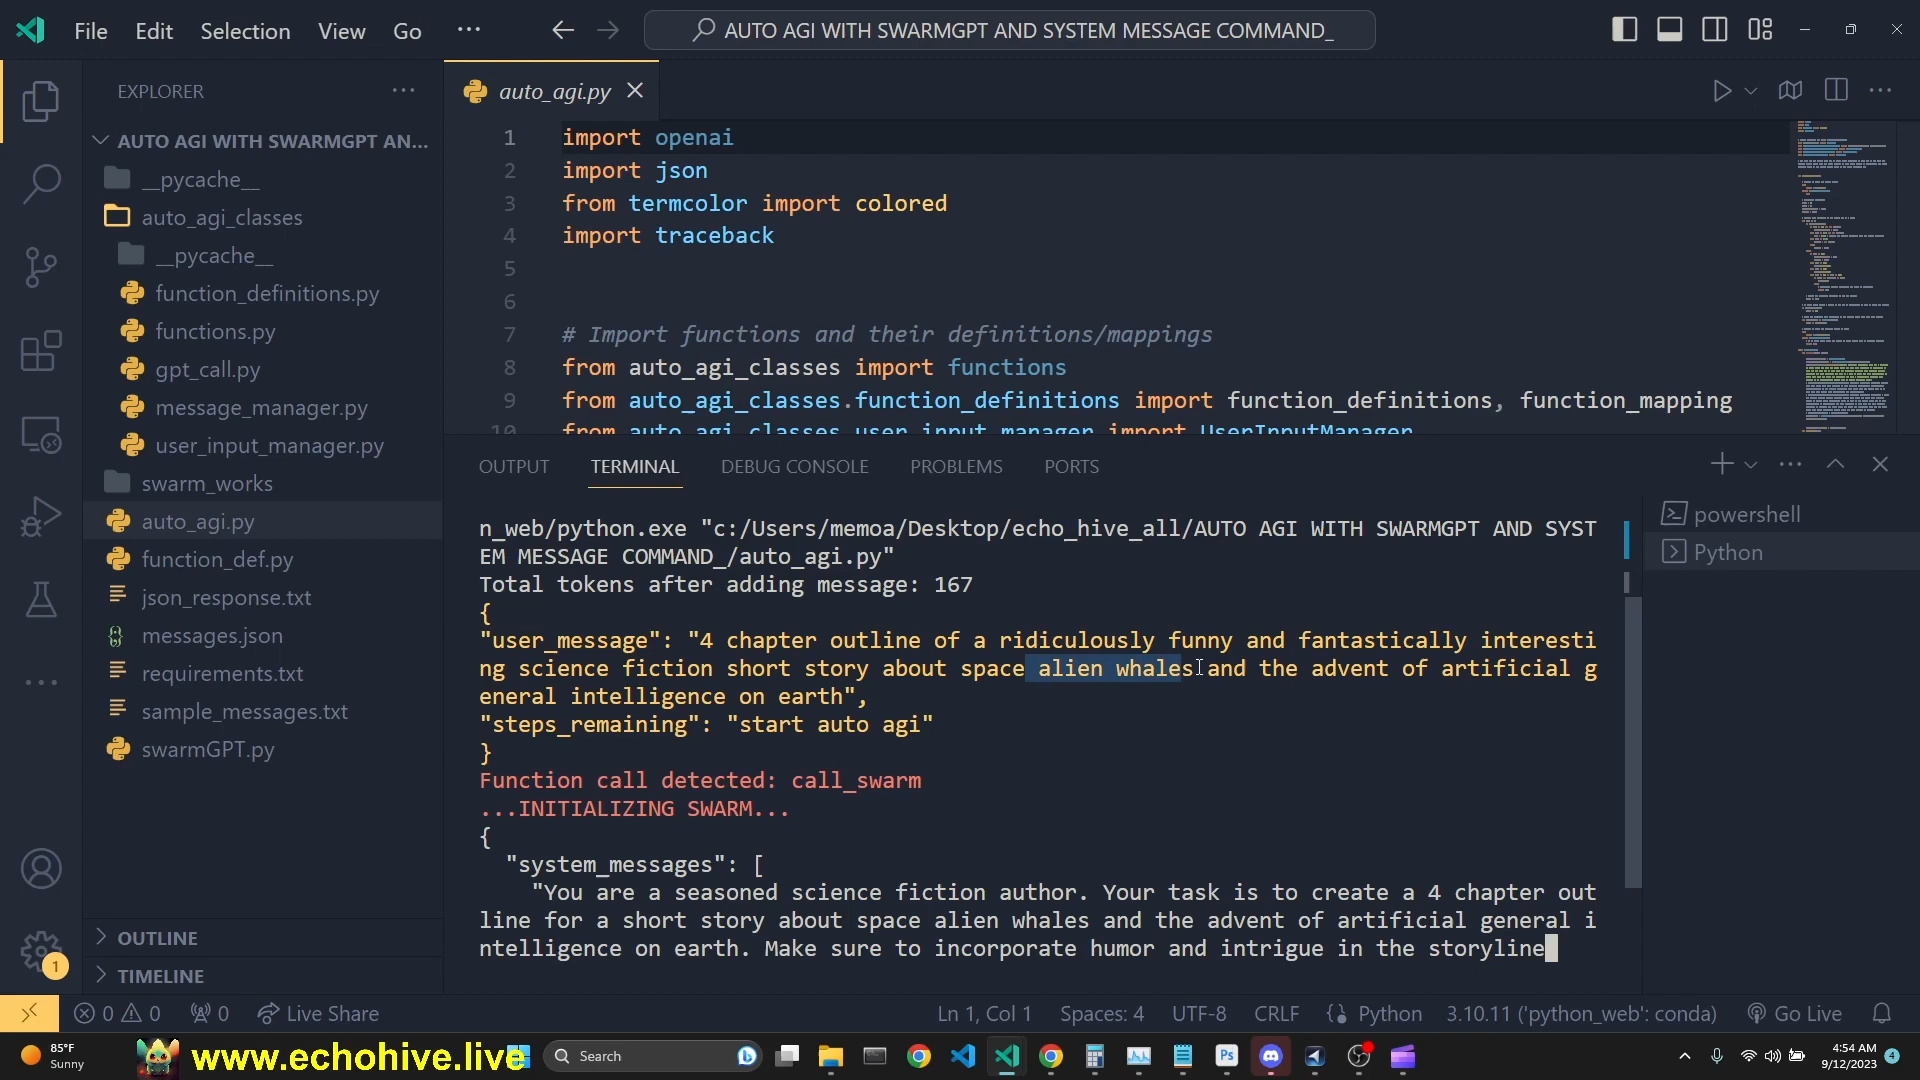 File Edit Selection View Go ···
AUTO AGI WITH SWARMGPT AND SYSTEM MESSAGE COMMAND_
EXPLORER
AUTO AGI WITH SWARMGPT AN...
__pycache__
auto_agi_classes
__pycache__
function_definitions.py
functions.py
gpt_call.py
message_manager.py
user_input_manager.py
swarm_works
auto_agi.py
function_def.py
json_response.txt
messages.json
requirements.txt
sample_messages.txt
swarmGPT.py
OUTLINE
TIMELINE
auto_agi.py
1 import openai
2 import json
3 from termcolor import colored
4 import traceback
5
6
7 # Import functions and their definitions/mappings
8 from auto_agi_classes import functions
9 from auto_agi_classes.function_definitions import function_definitions, function_mapping
10 from auto_agi_classes.user_input_manager import UserInputManager
OUTPUT TERMINAL DEBUG CONSOLE PROBLEMS PORTS
n_web/python.exe "c:/Users/memoa/Desktop/echo_hive_all/AUTO AGI WITH SWARMGPT AND SYST
EM MESSAGE COMMAND_/auto_agi.py"
Total tokens after adding message: 167
{
"user_message": "4 chapter outline of a ridiculously funny and fantastically interesti
ng science fiction short story about space alien whales and the advent of artificial g
eneral intelligence on earth",
"steps_remaining": "start auto agi"
}
Function call detected: call_swarm
...INITIALIZING SWARM...
{
"system_messages": [
"You are a seasoned science fiction author. Your task is to create a 4 chapter out
line for a short story about space alien whales and the advent of artificial general i
ntelligence on earth. Make sure to incorporate humor and intrigue in the storyline
powershell
Python
1
0 0 0 Live Share Ln 1, Col 1 Spaces: 4 UTF-8 CRLF Python 3.10.11 ('python_web': conda) Go Live
85°F
Sunny
www.echohive.live
Search
Ps
4:54 AM
9/12/2023
4